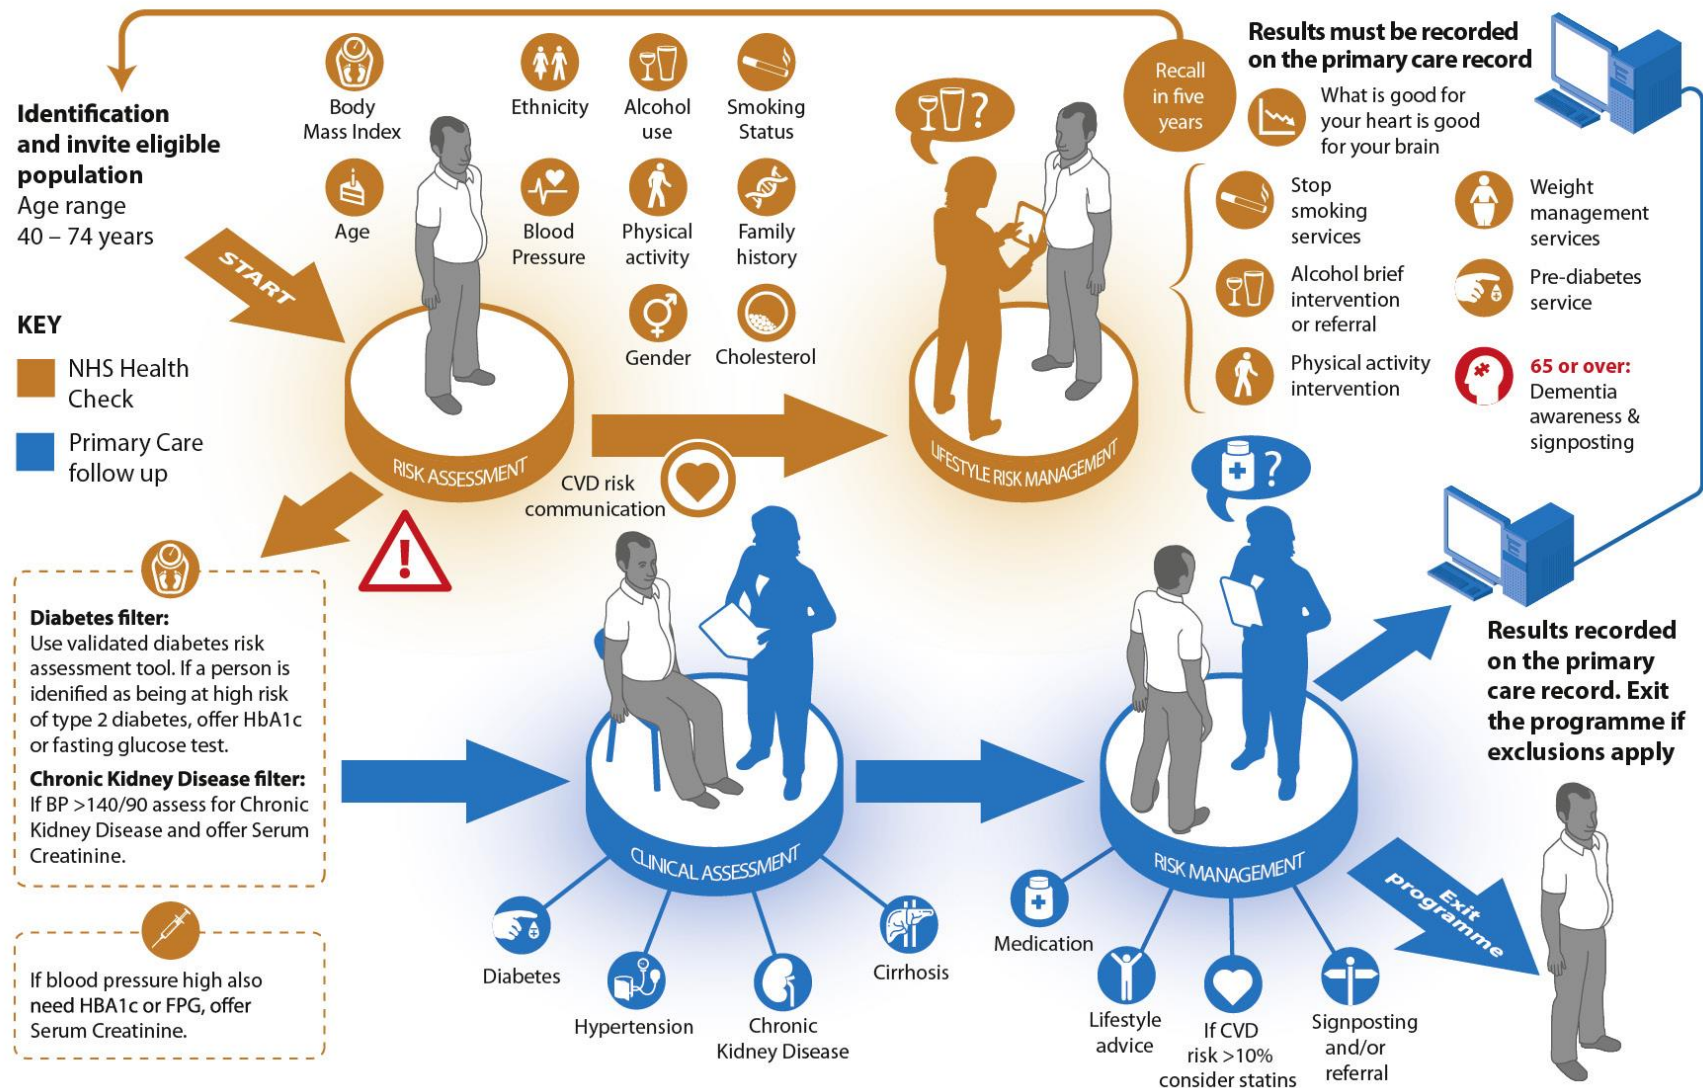 Identification
and invite eligible
population
Age range
40 – 74 years
START
KEY
NHS Health
Check
Primary Care
follow up
Body
Mass Index
Ethnicity
Alcohol
use
Smoking
Status
Age
Blood
Pressure
Physical
activity
Family
history
Gender
Cholesterol
RISK ASSESSMENT
CVD risk
communication
!
?
LIFESTYLE RISK MANAGEMENT
Recall
in five
years
Results must be recorded
on the primary care record
What is good for
your heart is good
for your brain
Stop
smoking
services
Alcohol brief
intervention
or referral
Physical activity
intervention
Weight
management
services
Pre-diabetes
service
65 or over:
Dementia
awareness &
signposting
Diabetes filter:
Use validated diabetes risk
assessment tool. If a person is
idenified as being at high risk
of type 2 diabetes, offer HbA1c
or fasting glucose test.
Chronic Kidney Disease filter:
If BP >140/90 assess for Chronic
Kidney Disease and offer Serum
Creatinine.
If blood pressure high also
need HBA1c or FPG, offer
Serum Creatinine.
CLINICAL ASSESSMENT
Diabetes
Hypertension
Chronic
Kidney Disease
Cirrhosis
?
RISK MANAGEMENT
Medication
Lifestyle
advice
If CVD
risk >10%
consider statins
Signposting
and/or
referral
Results recorded
on the primary
care record. Exit
the programme if
exclusions apply
Exit
programme